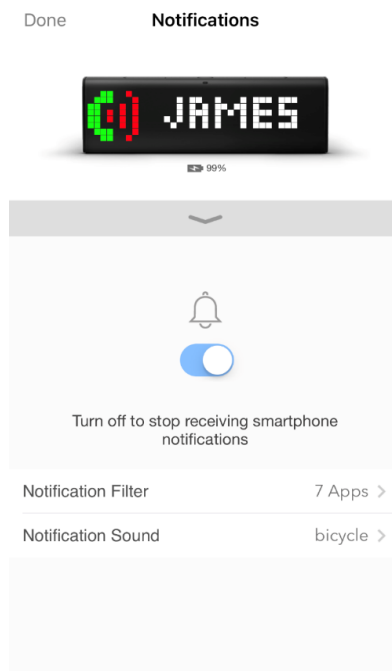 Done Notifications
JAMES
99%
Turn off to stop receiving smartphone
notifications
Notification Filter 7 Apps >
Notification Sound bicycle >